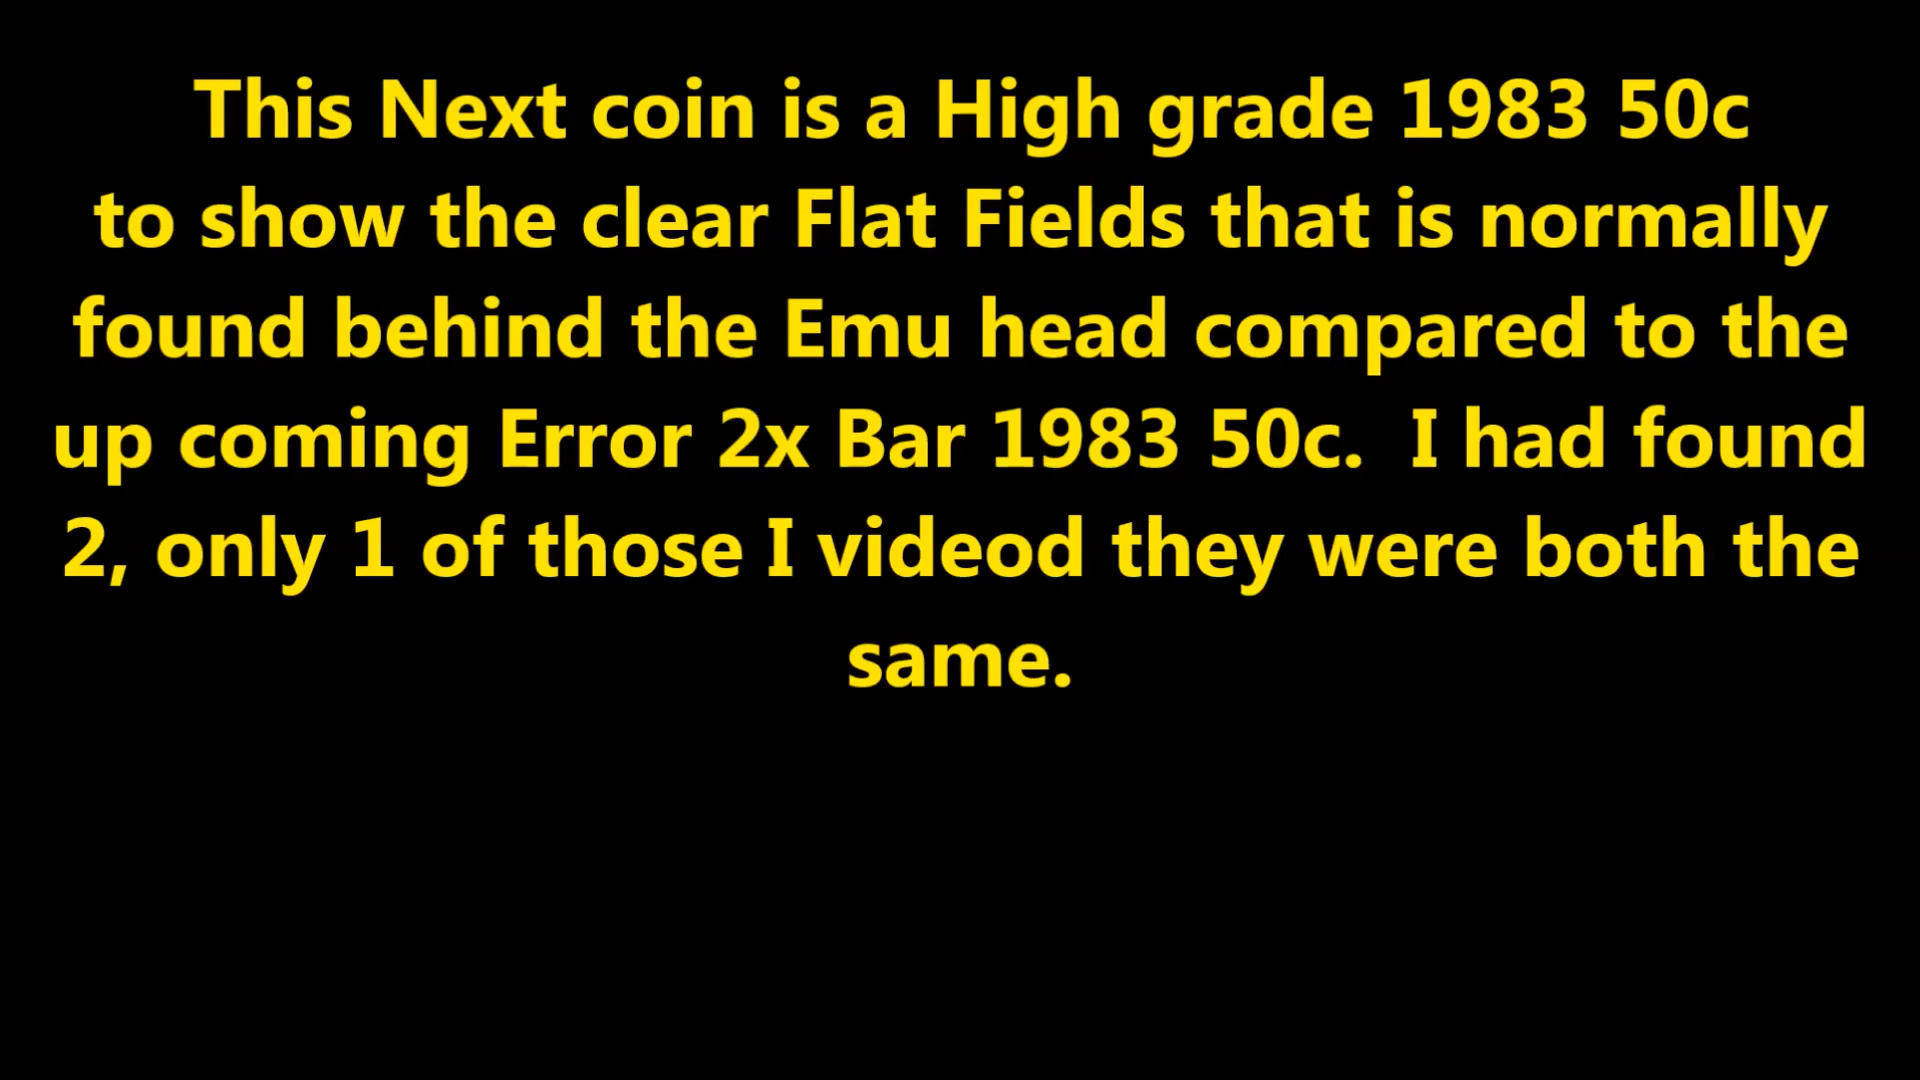 This Next coin is a High grade 1983 50c
to show the clear Flat Fields that is normally
found behind the Emu head compared to the
up coming Error 2x Bar 1983 50c.  I had found
2, only 1 of those I videod they were both the
same.